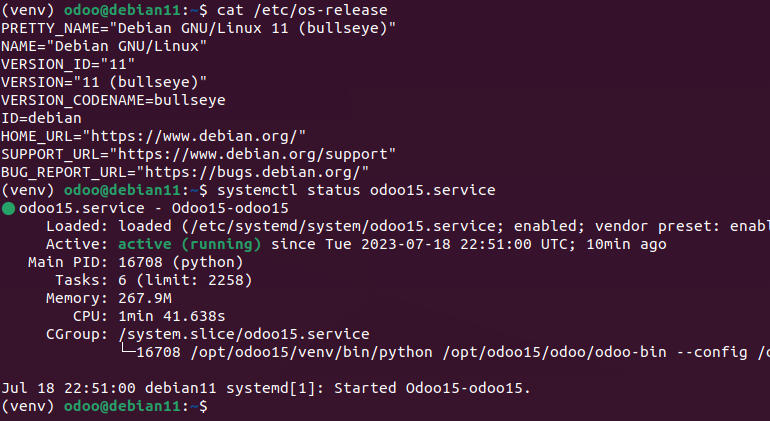 (venv) odoo@debian11:~$ cat /etc/os-release
PRETTY_NAME="Debian GNU/Linux 11 (bullseye)"
NAME="Debian GNU/Linux"
VERSION_ID="11"
VERSION="11 (bullseye)"
VERSION_CODENAME=bullseye
ID=debian
HOME_URL="https://www.debian.org/"
SUPPORT_URL="https://www.debian.org/support"
BUG_REPORT_URL="https://bugs.debian.org/"
(venv) odoo@debian11:~$ systemctl status odoo15.service
● odoo15.service - Odoo15-odoo15
Loaded: loaded (/etc/systemd/system/odoo15.service; enabled; vendor preset: enabl
Active: active (running) since Tue 2023-07-18 22:51:00 UTC; 10min ago
Main PID: 16708 (python)
Tasks: 6 (limit: 2258)
Memory: 267.9M
CPU: 1min 41.638s
CGroup: /system.slice/odoo15.service
└─16708 /opt/odoo15/venv/bin/python /opt/odoo15/odoo/odoo-bin --config /o
Jul 18 22:51:00 debian11 systemd[1]: Started Odoo15-odoo15.
(venv) odoo@debian11:~$